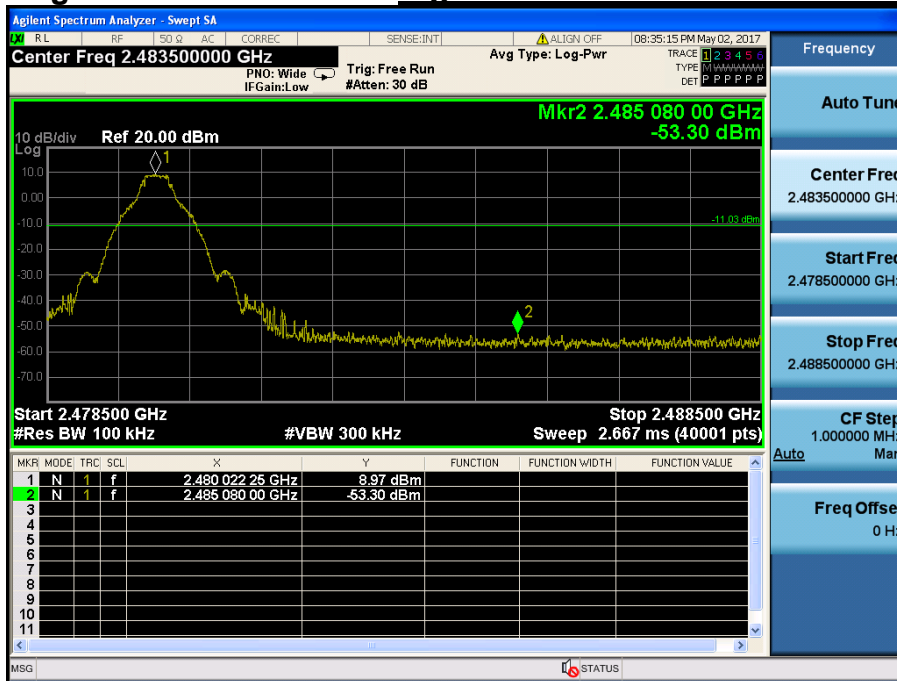 Agilent Spectrum Analyzer - Swept SA
LXI RL RF 50 Ω AC CORREC SENSE:INT ALIGN OFF 08:35:15 PM May 02, 2017
Center Freq 2.483500000 GHz
PNO: Wide
IFGain:Low
Trig: Free Run
#Atten: 30 dB
Avg Type: Log-Pwr
TRACE 1 2 3 4 5 6
TYPE M WWWWW
DET P P P P P P
Mkr2 2.485 080 00 GHz
-53.30 dBm
10 dB/div Ref 20.00 dBm
Log
10.0
0.00
-10.0
-20.0
-30.0
-40.0
-50.0
-60.0
-70.0
1
-11.03 dBm
2
Start 2.478500 GHz Stop 2.488500 GHz
#Res BW 100 kHz #VBW 300 kHz Sweep 2.667 ms (40001 pts)
MKR MODE TRC SCL X Y FUNCTION FUNCTION WIDTH FUNCTION VALUE
1 N 1 f 2.480 022 25 GHz 8.97 dBm
2 N 1 f 2.485 080 00 GHz -53.30 dBm
3
4
5
6
7
8
9
10
11
MSG STATUS
Frequency
Auto Tune
Center Freq
2.483500000 GHz
Start Freq
2.478500000 GHz
Stop Freq
2.488500000 GHz
CF Step
1.000000 MHz
Auto Man
Freq Offset
0 Hz